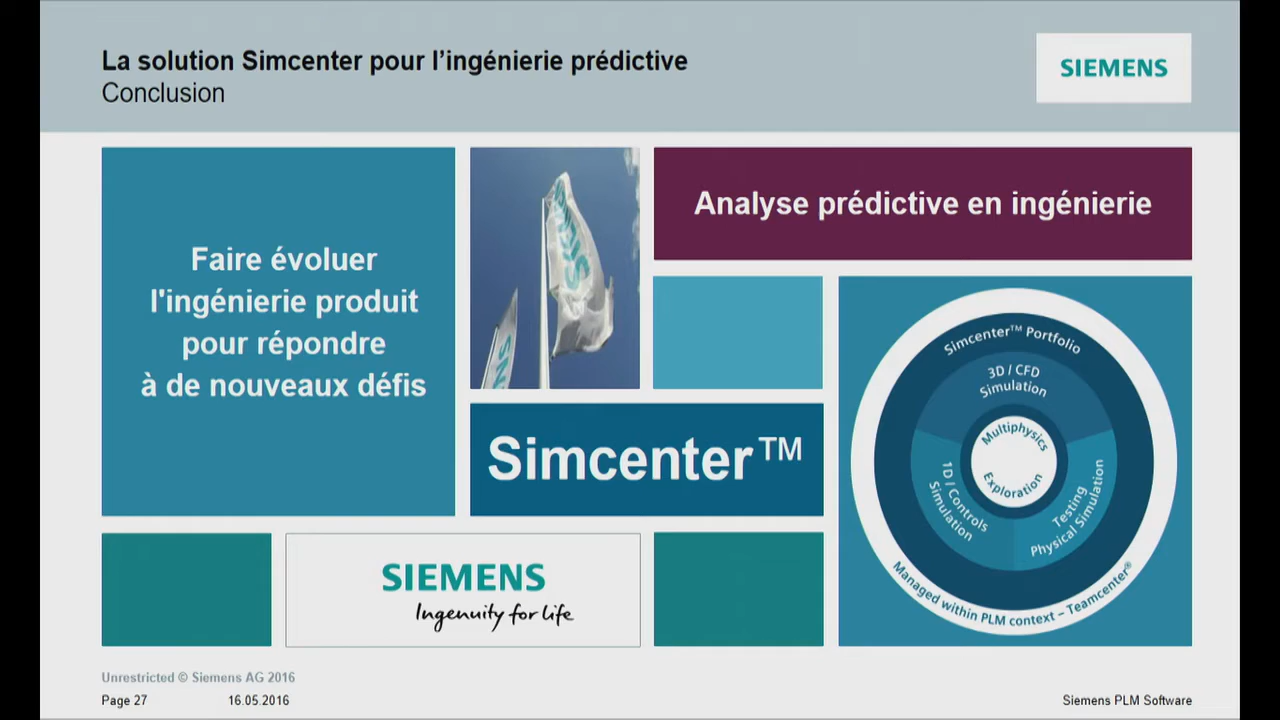 La solution Simcenter pour l’ingénierie prédictive
Conclusion
SIEMENS
Faire évoluer
l'ingénierie produit
pour répondre
à de nouveaux défis
SIEMENS
SIEMENS
Analyse prédictive en ingénierie
Simcenter™
Simcenter™ Portfolio
3D / CFD
Simulation
Multiphysics
Exploration
1D / Controls
Simulation
Testing
Physical Simulation
Managed within PLM context – Teamcenter®
SIEMENS
Ingenuity for life
Unrestricted © Siemens AG 2016
Page 27
16.05.2016
Siemens PLM Software